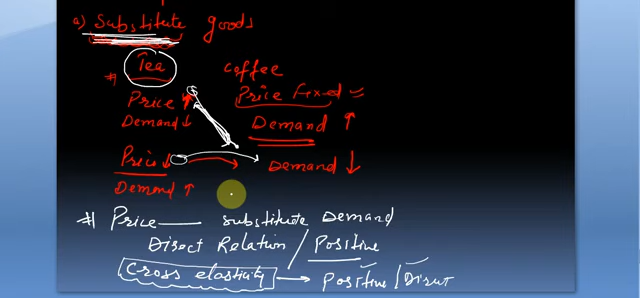 a) Substitute goods
# Tea coffee
Price ↑ Price Fixed
Demand ↓ Demand ↑
Price ↓ Demand ↓
Demand ↑
# Price — Substitute Demand
Direct Relation / Positive
Cross elasticity → Positive / Direct